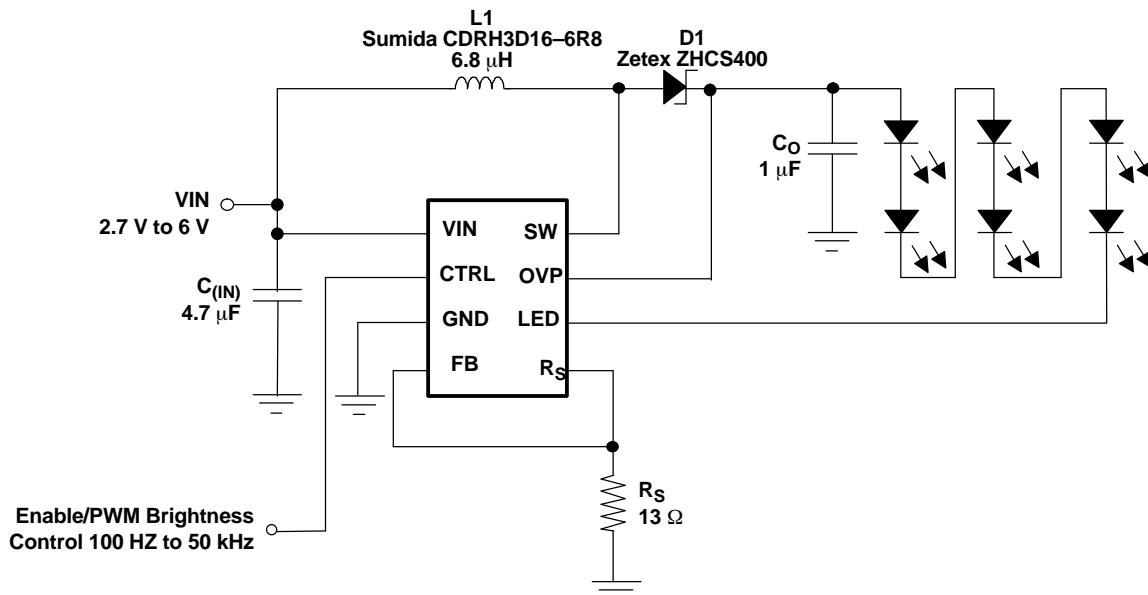 L1
Sumida CDRH3D16–6R8
6.8 μH
D1
Zetex ZHCS400
CO
1 μF
VIN
2.7 V to 6 V
C(IN)
4.7 μF
VIN
SW
CTRL
OVP
GND
LED
FB
RS
RS
13 Ω
Enable/PWM Brightness
Control 100 HZ to 50 kHz